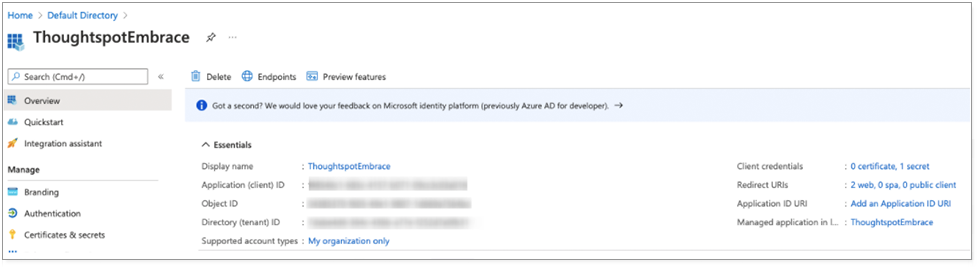 Home > Default Directory >
ThoughtspotEmbrace
Search (Cmd+/)
«
Delete
Endpoints
Preview features
Overview
Quickstart
Integration assistant
Manage
Branding
Authentication
Certificates & secrets
Got a second? We would love your feedback on Microsoft identity platform (previously Azure AD for developer). →
Essentials
Display name : ThoughtspotEmbrace
Application (client) ID :
Object ID :
Directory (tenant) ID :
Supported account types : My organization only
Client credentials : 0 certificate, 1 secret
Redirect URIs : 2 web, 0 spa, 0 public client
Application ID URI : Add an Application ID URI
Managed application in l... : ThoughtspotEmbrace